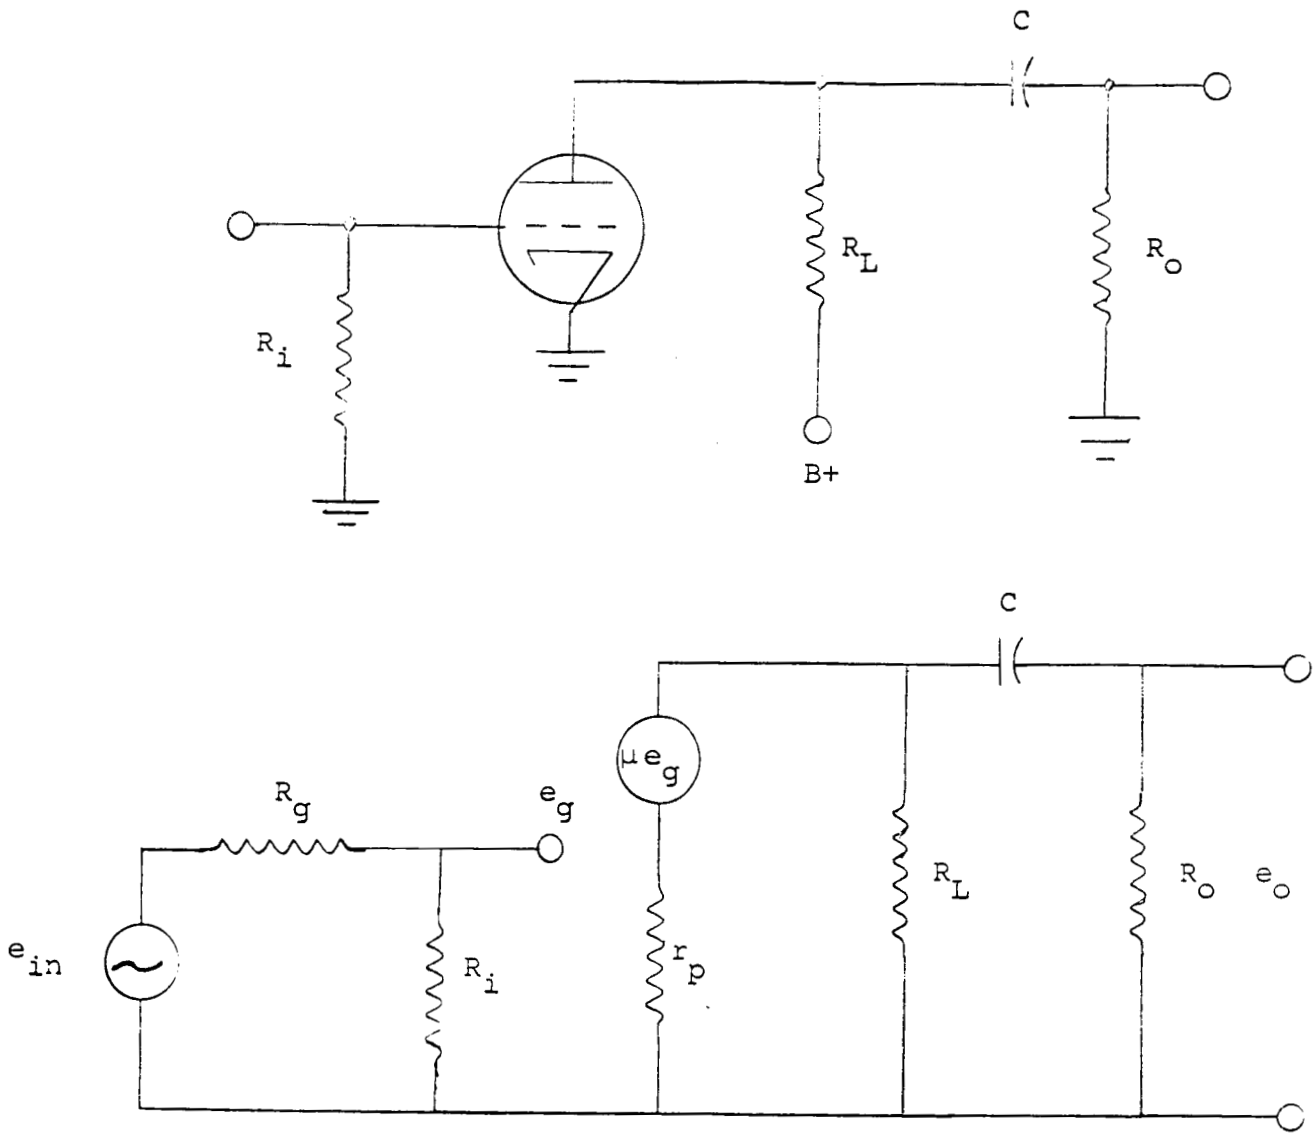 C
R_L
R_o
R_i
B+
C
μe_g
R_g
e_g
R_L
R_o
e_o
e_in
R_i
r_p